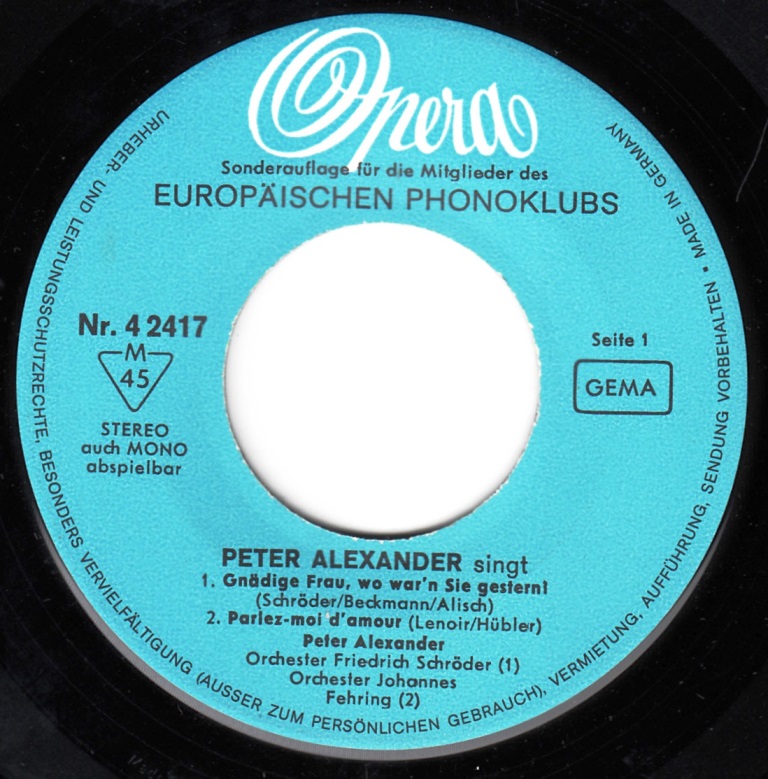 Opera
Sonderauflage für die Mitglieder des
EUROPÄISCHEN PHONOKLUBS
Nr. 4 2417
M
45
STEREO
auch MONO
abspielbar
Seite 1
GEMA
PETER ALEXANDER singt
1. Gnädige Frau, wo war'n Sie gestern!
(Schröder/Beckmann/Alisch)
2. Parlez-moi d'amour (Lenoir/Hübler)
Peter Alexander
Orchester Friedrich Schröder (1)
Orchester Johannes
Fehring (2)
URHEBER- UND LEISTUNGSSCHUTZRECHTE, BESONDERS VERVIELFÄLTIGUNG (AUSSER ZUM PERSÖNLICHEN GEBRAUCH), VERMIETUNG, AUFFÜHRUNG, SENDUNG VORBEHALTEN • MADE IN GERMANY